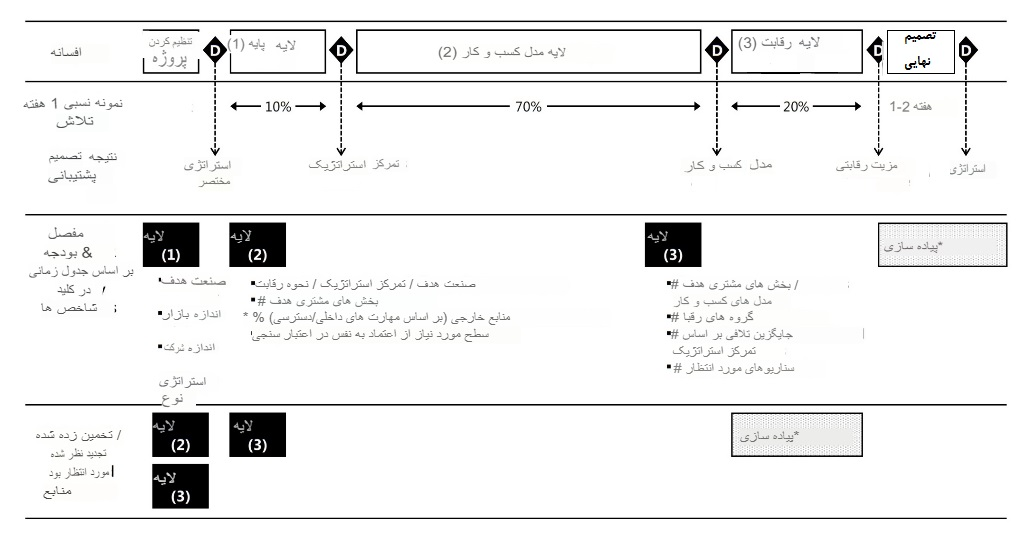 افسانه
تنظیم کردن
پروژه
D
لایه پایه (1)
D
لایه مدل کسب و کار (2)
D
لایه رقابت (3)
D
تصمیم
نهایی
D
نمونه نسبی 1 هفته
تلاش
10%
70%
20%
هفته 2-1
نتیجه تصمیم
پشتیبانی
استراتژی
مختصر
تمرکز استراتژیک
مدل کسب و کار
مزیت رقابتی
استراتژی
مفصل
& بودجه
بر اساس جدول زمانی
در کلید
شاخص ها
لایه
(1)
▪صنعت هدف
اندازه بازار▪
اندازه شرکت▪
استراتژی
نوع
لایه
(2)
صنعت هدف / تمرکز استراتژیک / نحوه رقابت▪
بخش های مشتری هدف #▪
منابع خارجی (بر اساس مهارت های داخلی/دسترسی) % *
سطح مورد نیاز از اعتماد به نفس در اعتبار سنجی▪
لایه
(3)
/ بخش های مشتری هدف #▪
مدل های کسب و کار
گروه های رقبا #▪
جایگزین تلافی بر اساس #▪
تمرکز استراتژیک
سناریوهای مورد انتظار #▪
پیاده سازی*
/ تخمین زده شده
تجدید نظر شده
مورد انتظار بود
منابع
لایه
(2)
لایه
(3)
لایه
(3)
پیاده سازی*